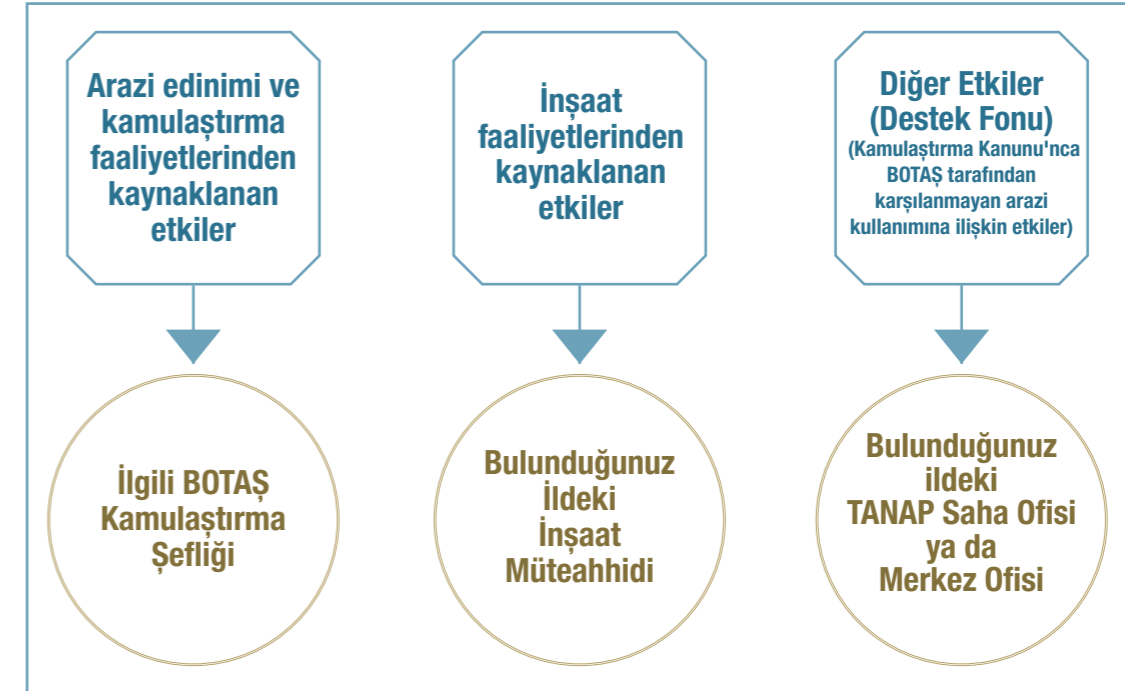 Arazi edinimi ve
kamulaştırma
faaliyetlerinden
kaynaklanan
etkiler
İnşaat
faaliyetlerinden
kaynaklanan
etkiler
Diğer Etkiler
(Destek Fonu)
(Kamulaştırma Kanunu'nca
BOTAŞ tarafından
karşılanmayan arazi
kullanımına ilişkin etkiler)
İlgili BOTAŞ
Kamulaştırma
Şefliği
Bulunduğunuz
İldeki
İnşaat
Müteahhidi
Bulunduğunuz
ildeki
TANAP Saha Ofisi
ya da
Merkez Ofisi